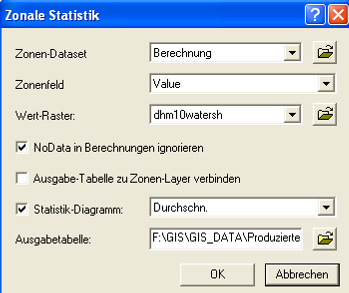 Zonale Statistik
Zonen-Dataset Berechnung
Zonenfeld Value
Wert-Raster: dhm10watersh
NoData in Berechnungen ignorieren
Ausgabe-Tabelle zu Zonen-Layer verbinden
Statistik-Diagramm: Durchschn.
Ausgabetabelle: F:\GIS\GIS_DATA\Produzierte
OK Abbrechen